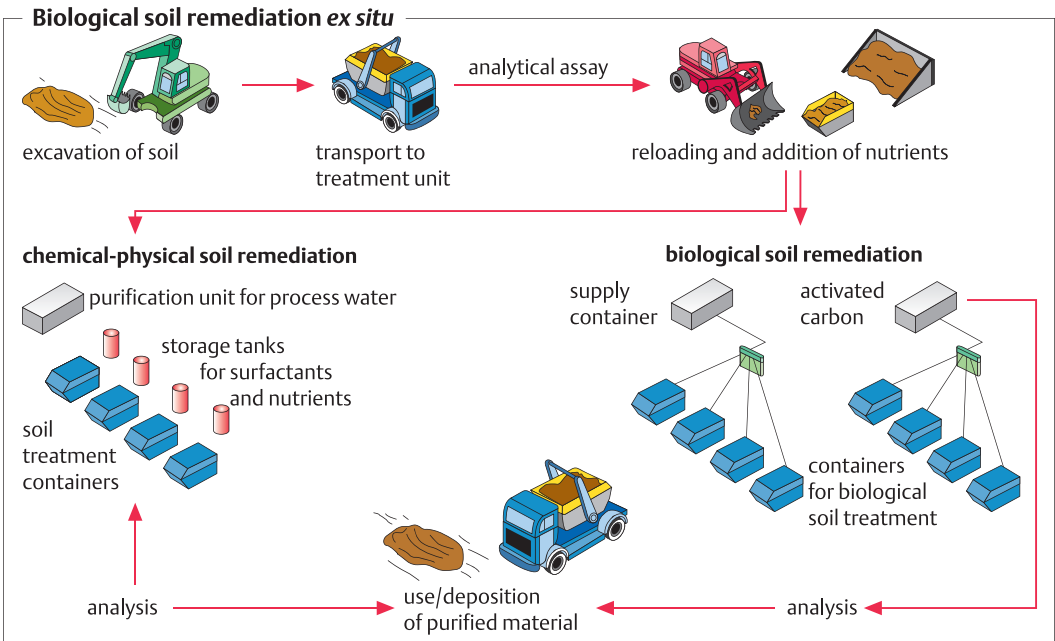 Biological soil remediation ex situ
analytical assay
excavation of soil
transport to
treatment unit
reloading and addition of nutrients
chemical-physical soil remediation
purification unit for process water
storage tanks
for surfactants
and nutrients
soil
treatment
containers
biological soil remediation
supply
container
activated
carbon
containers
for biological
soil treatment
analysis
use/deposition
of purified material
analysis